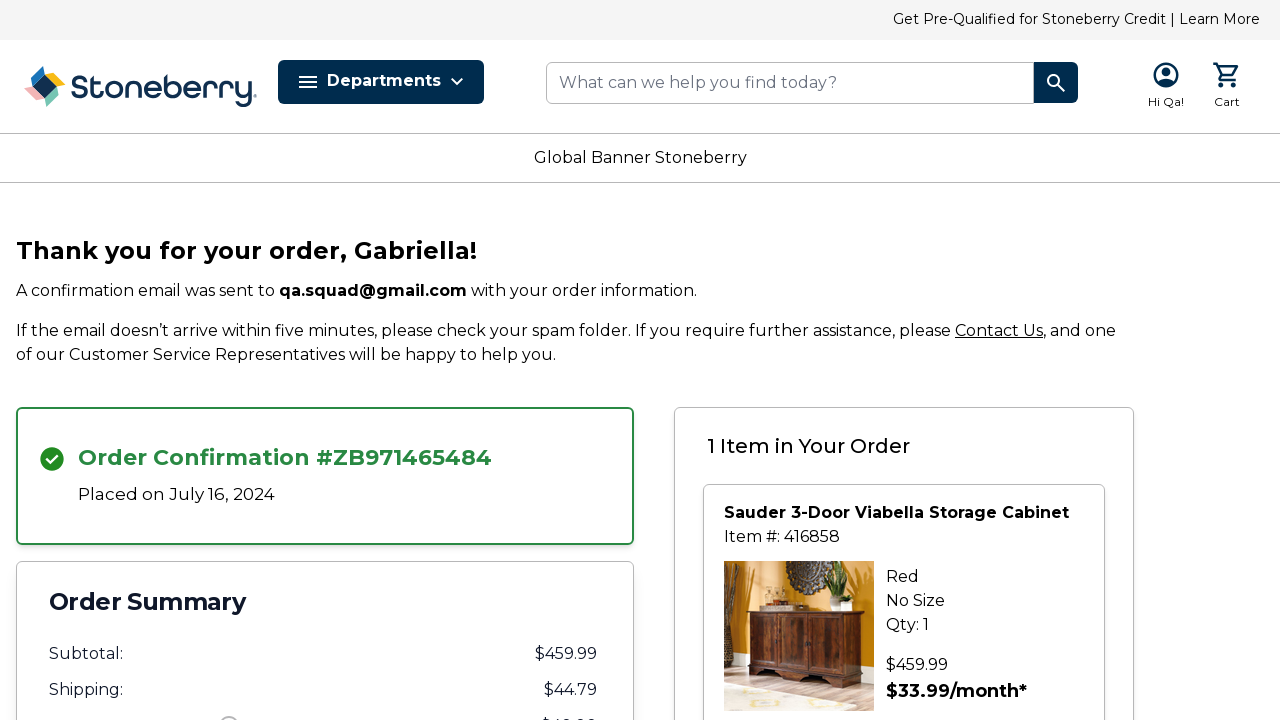 Get Pre-Qualified for Stoneberry Credit | Learn More
Stoneberry
Departments
What can we help you find today?
Hi Qa!
Cart
Global Banner Stoneberry
Thank you for your order, Gabriella!
A confirmation email was sent to qa.squad@gmail.com with your order information.
If the email doesn’t arrive within five minutes, please check your spam folder. If you require further assistance, please Contact Us, and one
of our Customer Service Representatives will be happy to help you.
Order Confirmation #ZB971465484
Placed on July 16, 2024
Order Summary
Subtotal: $459.99
Shipping: $44.79
1 Item in Your Order
Sauder 3-Door Viabella Storage Cabinet
Item #: 416858
Red
No Size
Qty: 1
$459.99
$33.99/month*